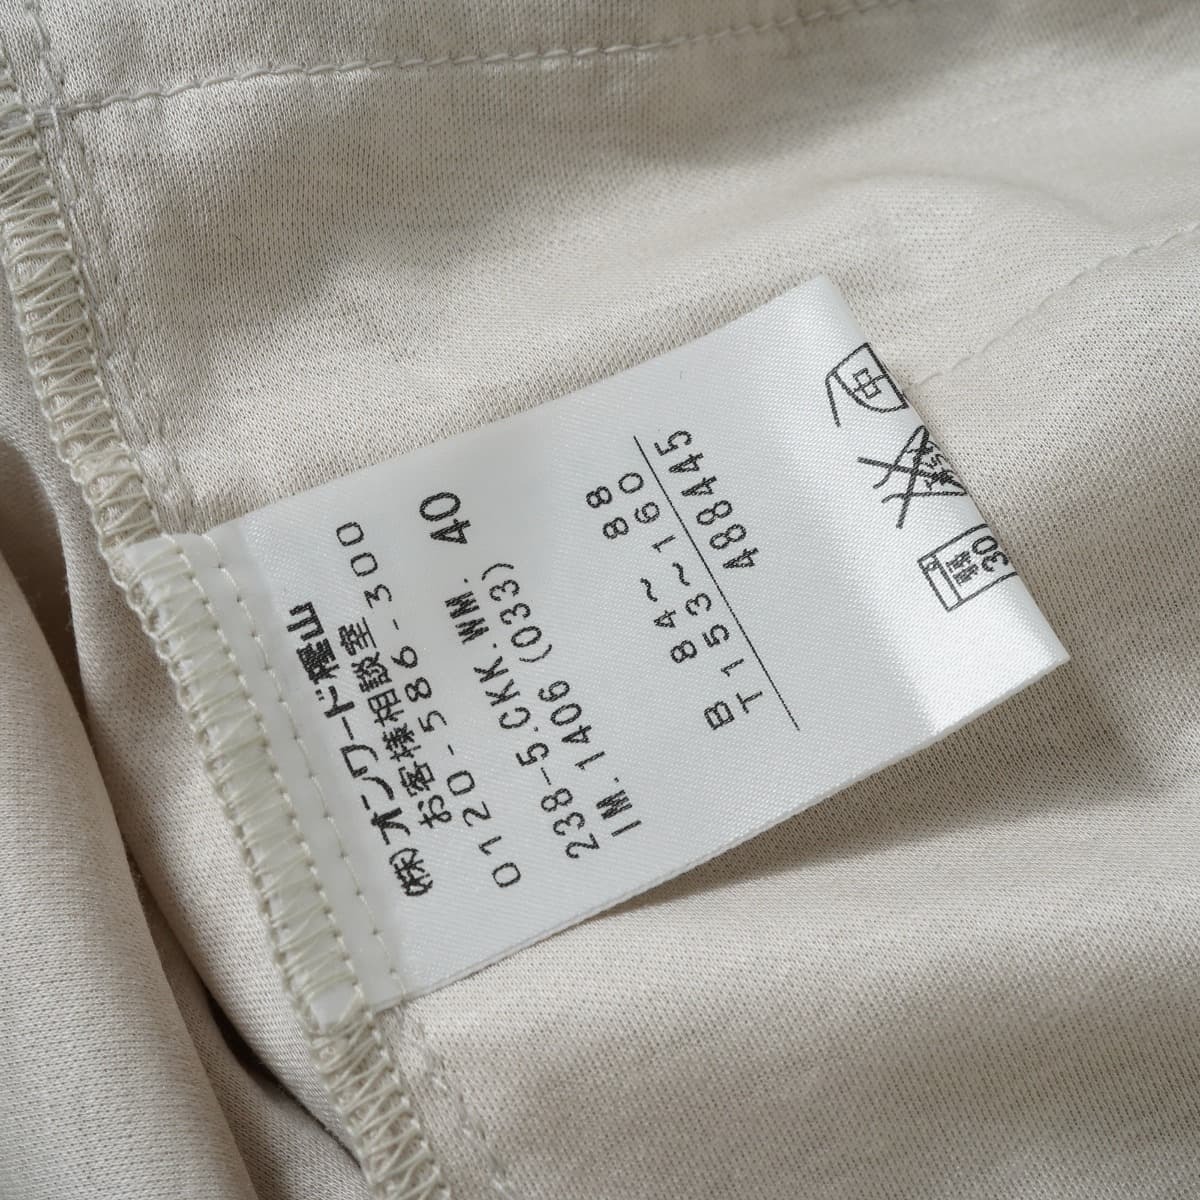 ㈱オンワード樫山
お客様相談室
0120-586-300
238-5.CKK.WM. 40
IM.1406(033)
B 84~ 88
T153~160
488445
中
30